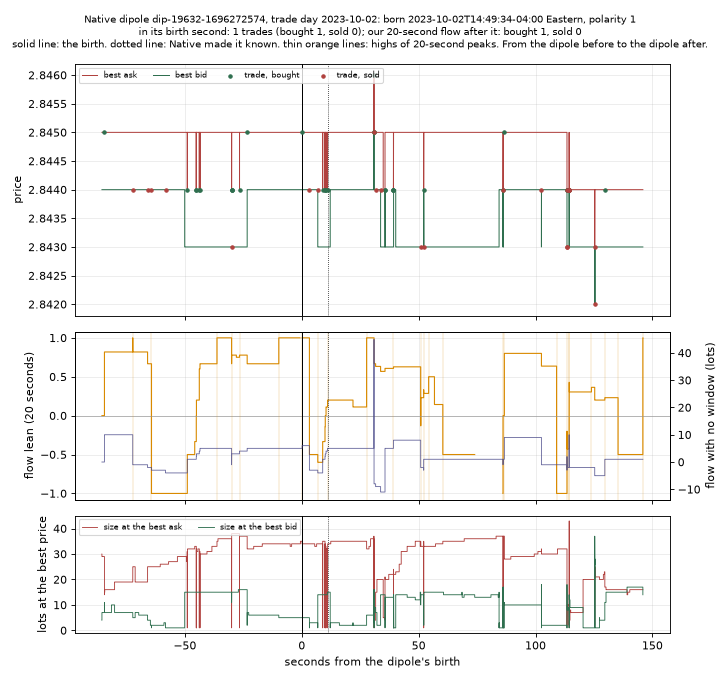 Native dipole dip-19632-1696272574, trade day 2023-10-02: born 2023-10-02T14:49:34-04:00 Eastern, polarity 1
in its birth second: 1 trades (bought 1, sold 0); our 20-second flow after it: bought 1, sold 0
solid line: the birth. dotted line: Native made it known. thin orange lines: highs of 20-second peaks. From the dipole before to the dipole after.
best ask
best bid
trade, bought
trade, sold
2.8460
2.8455
2.8450
2.8445
2.8440
2.8435
2.8430
2.8425
2.8420
price
1.0
0.5
0.0
−0.5
−1.0
flow lean (20 seconds)
40
30
20
10
0
−10
flow with no window (lots)
size at the best ask
size at the best bid
40
30
20
10
0
lots at the best price
−50
0
50
100
150
seconds from the dipole's birth